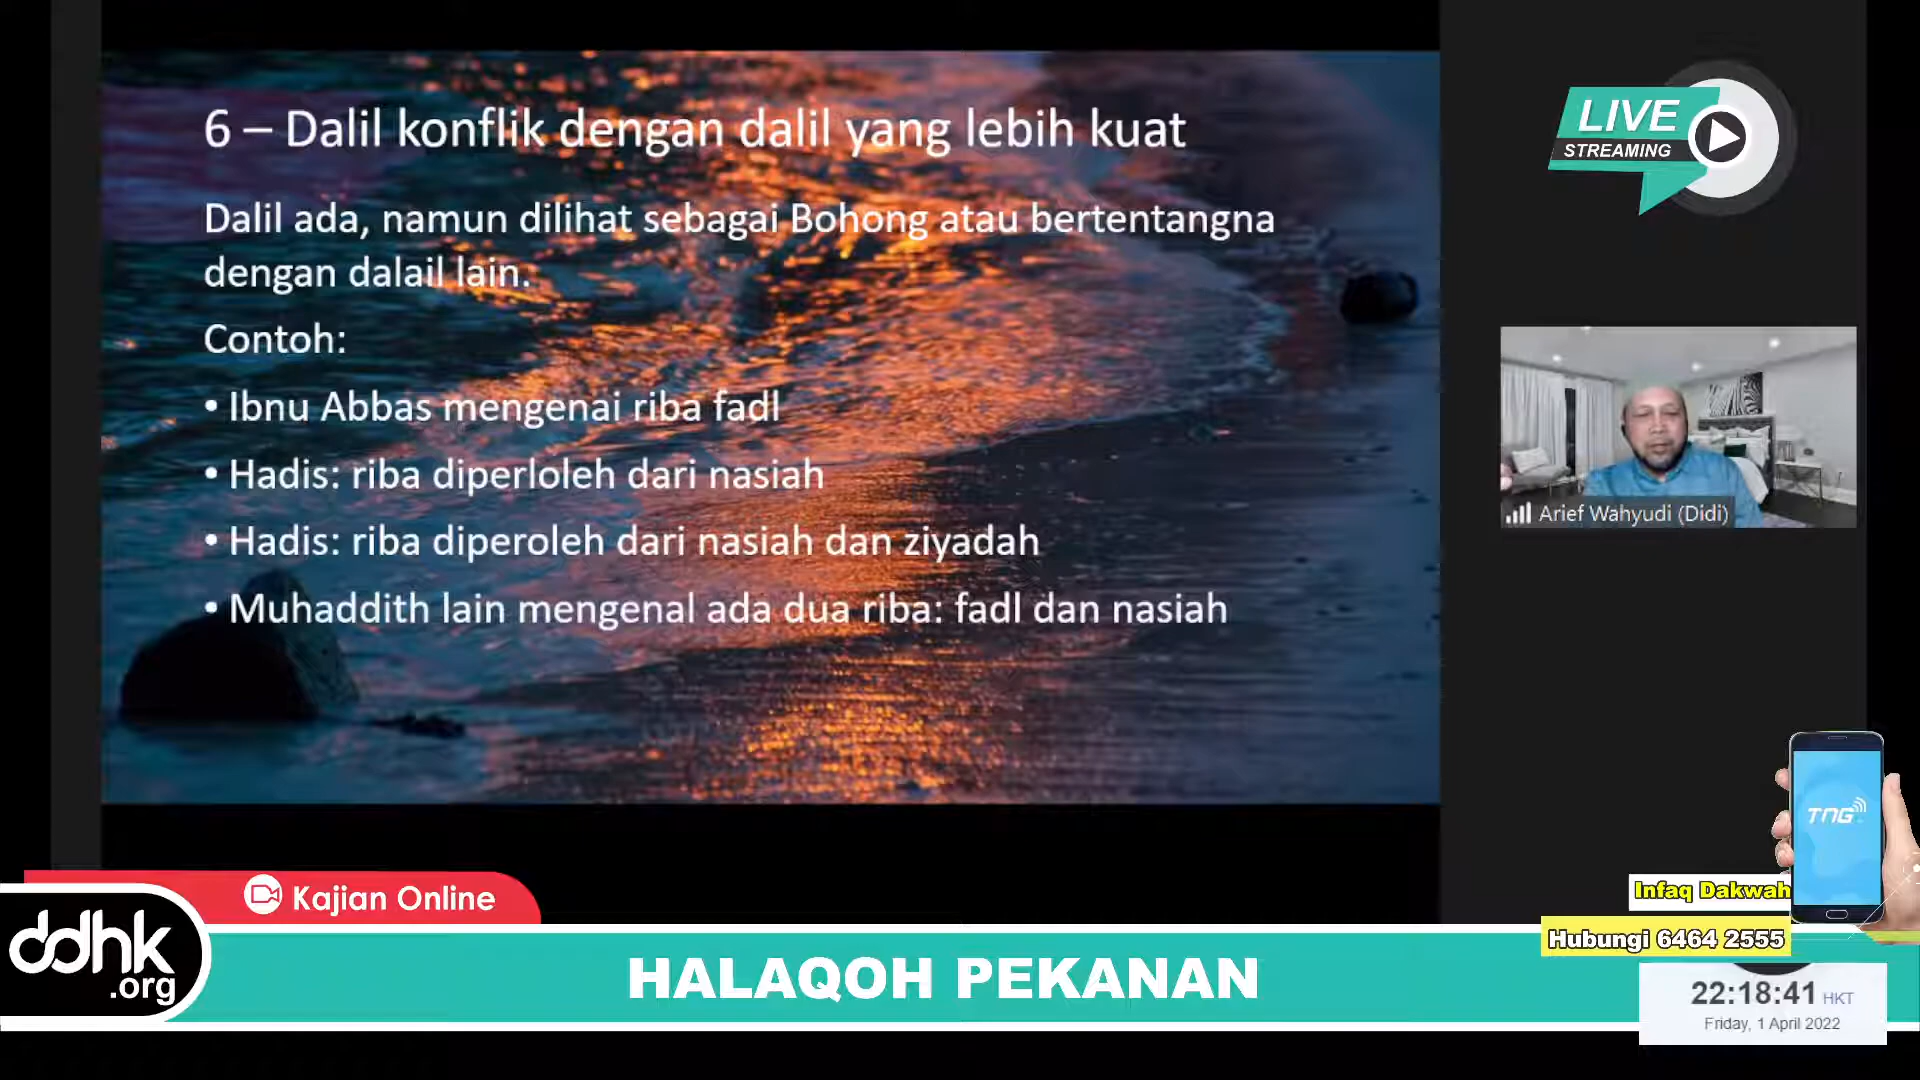 6 – Dalil konflik dengan dalil yang lebih kuat
Dalil ada, namun dilihat sebagai Bohong atau bertentangna
dengan dalail lain.
Contoh:
• Ibnu Abbas mengenai riba fadl
• Hadis: riba diperloleh dari nasiah
• Hadis: riba diperoleh dari nasiah dan ziyadah
• Muhaddith lain mengenal ada dua riba: fadl dan nasiah
LIVE
STREAMING
Arief Wahyudi (Didi)
TNG
Infaq Dakwah
Hubungi 6464 2555
Kajian Online
ddhk
.org
HALAQOH PEKANAN
22:18:41 HKT
Friday, 1 April 2022